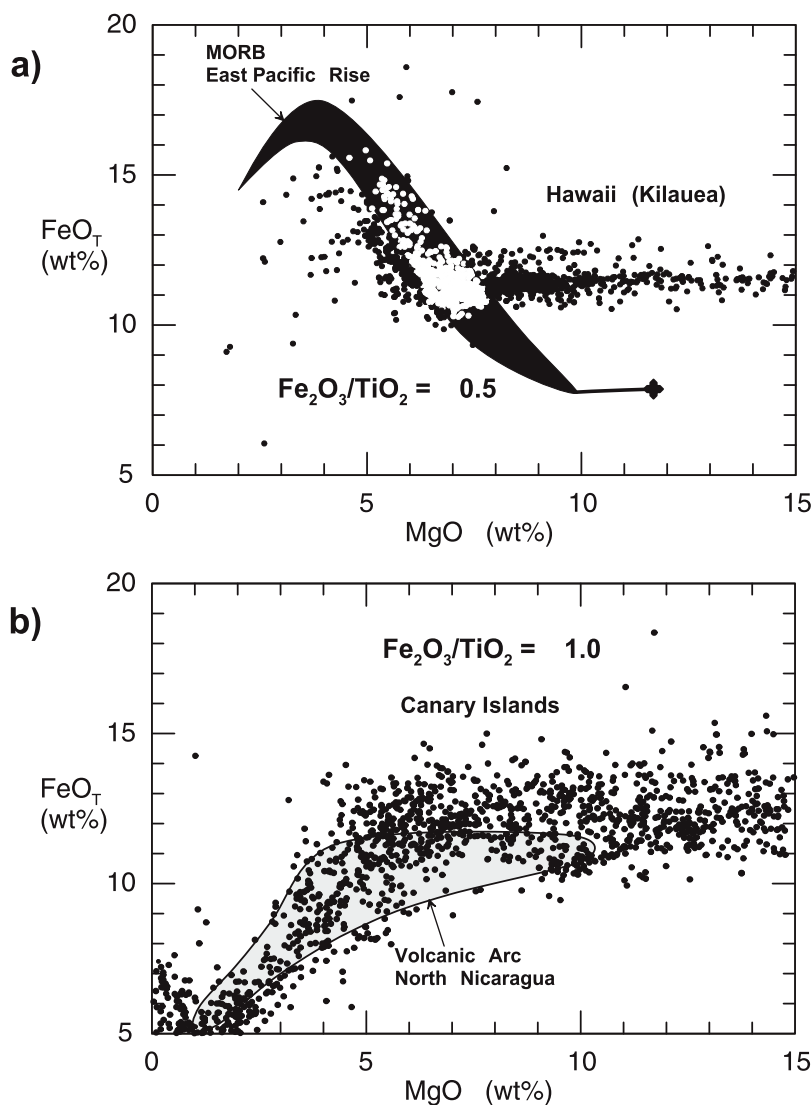 a)
20
MORB
East Pacific Rise
15
Hawaii (Kilauea)
FeO_T
(wt%)
10
Fe₂O₃/TiO₂ = 0.5
5
0 5 10 15
MgO (wt%)
b)
20
Fe₂O₃/TiO₂ = 1.0
Canary Islands
15
FeO_T
(wt%)
10
Volcanic Arc
North Nicaragua
5
0 5 10 15
MgO (wt%)